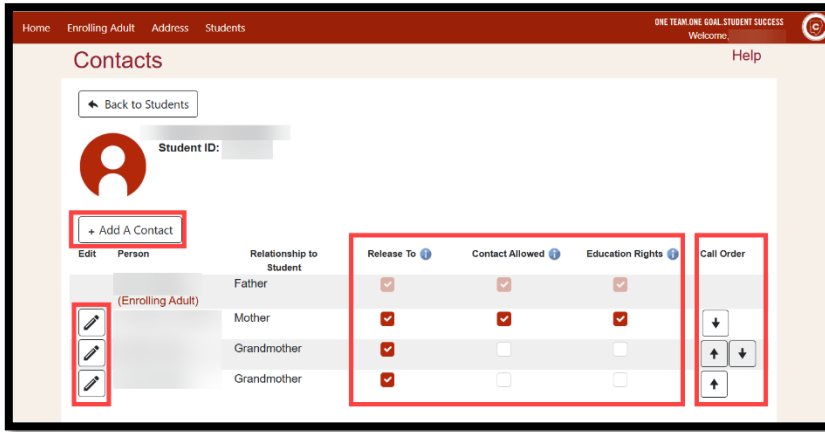 Home Enrolling Adult Address Students
ONE TEAM.ONE GOAL.STUDENT SUCCESS
Welcome,
C
Contacts
Help
Back to Students
Student ID:
+ Add A Contact
Edit Person Relationship to Student Release To i Contact Allowed i Education Rights i Call Order
Father
(Enrolling Adult)
Mother
Grandmother
Grandmother